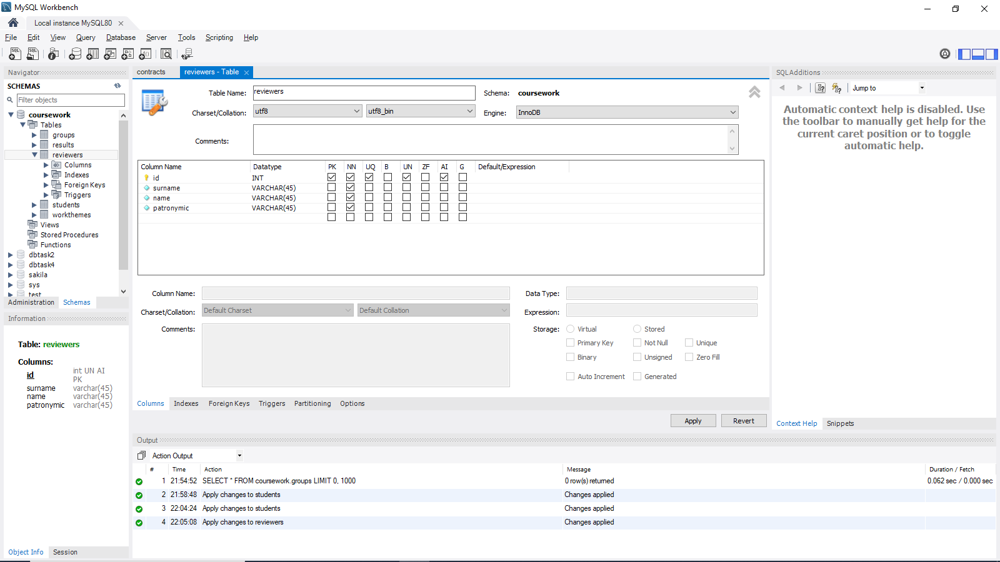 MySQL Workbench
Local instance MySQL80
File Edit View Query Database Server Tools Scripting Help
Navigator
SCHEMAS
Filter objects
coursework
Tables
groups
results
reviewers
Columns
Indexes
Foreign Keys
Triggers
students
workthemes
Views
Stored Procedures
Functions
dbtask2
dbtask4
sakila
sys
test
Administration Schemas
Information
Table: reviewers
Columns:
id int UN AI PK
surname varchar(45)
name varchar(45)
patronymic varchar(45)
Object Info Session
contracts reviewers - Table
Table Name: reviewers Schema: coursework
Charset/Collation: utf8 utf8_bin Engine: InnoDB
Comments:
Column Name Datatype PK NN UQ B UN ZF AI G Default/Expression
id INT
surname VARCHAR(45)
name VARCHAR(45)
patronymic VARCHAR(45)
Column Name: Data Type:
Charset/Collation: Default Charset Default Collation Expression:
Comments: Storage: Virtual Stored
Primary Key Not Null Unique
Binary Unsigned Zero Fill
Auto Increment Generated
Columns Indexes Foreign Keys Triggers Partitioning Options
Apply Revert
SQLAdditions
Jump to
Automatic context help is disabled. Use
the toolbar to manually get help for the
current caret position or to toggle
automatic help.
Context Help Snippets
Output
Action Output
# Time Action Message Duration / Fetch
1 21:54:52 SELECT * FROM coursework.groups LIMIT 0, 1000 0 row(s) returned 0.062 sec / 0.000 sec
2 21:58:48 Apply changes to students Changes applied
3 22:04:24 Apply changes to students Changes applied
4 22:05:08 Apply changes to reviewers Changes applied